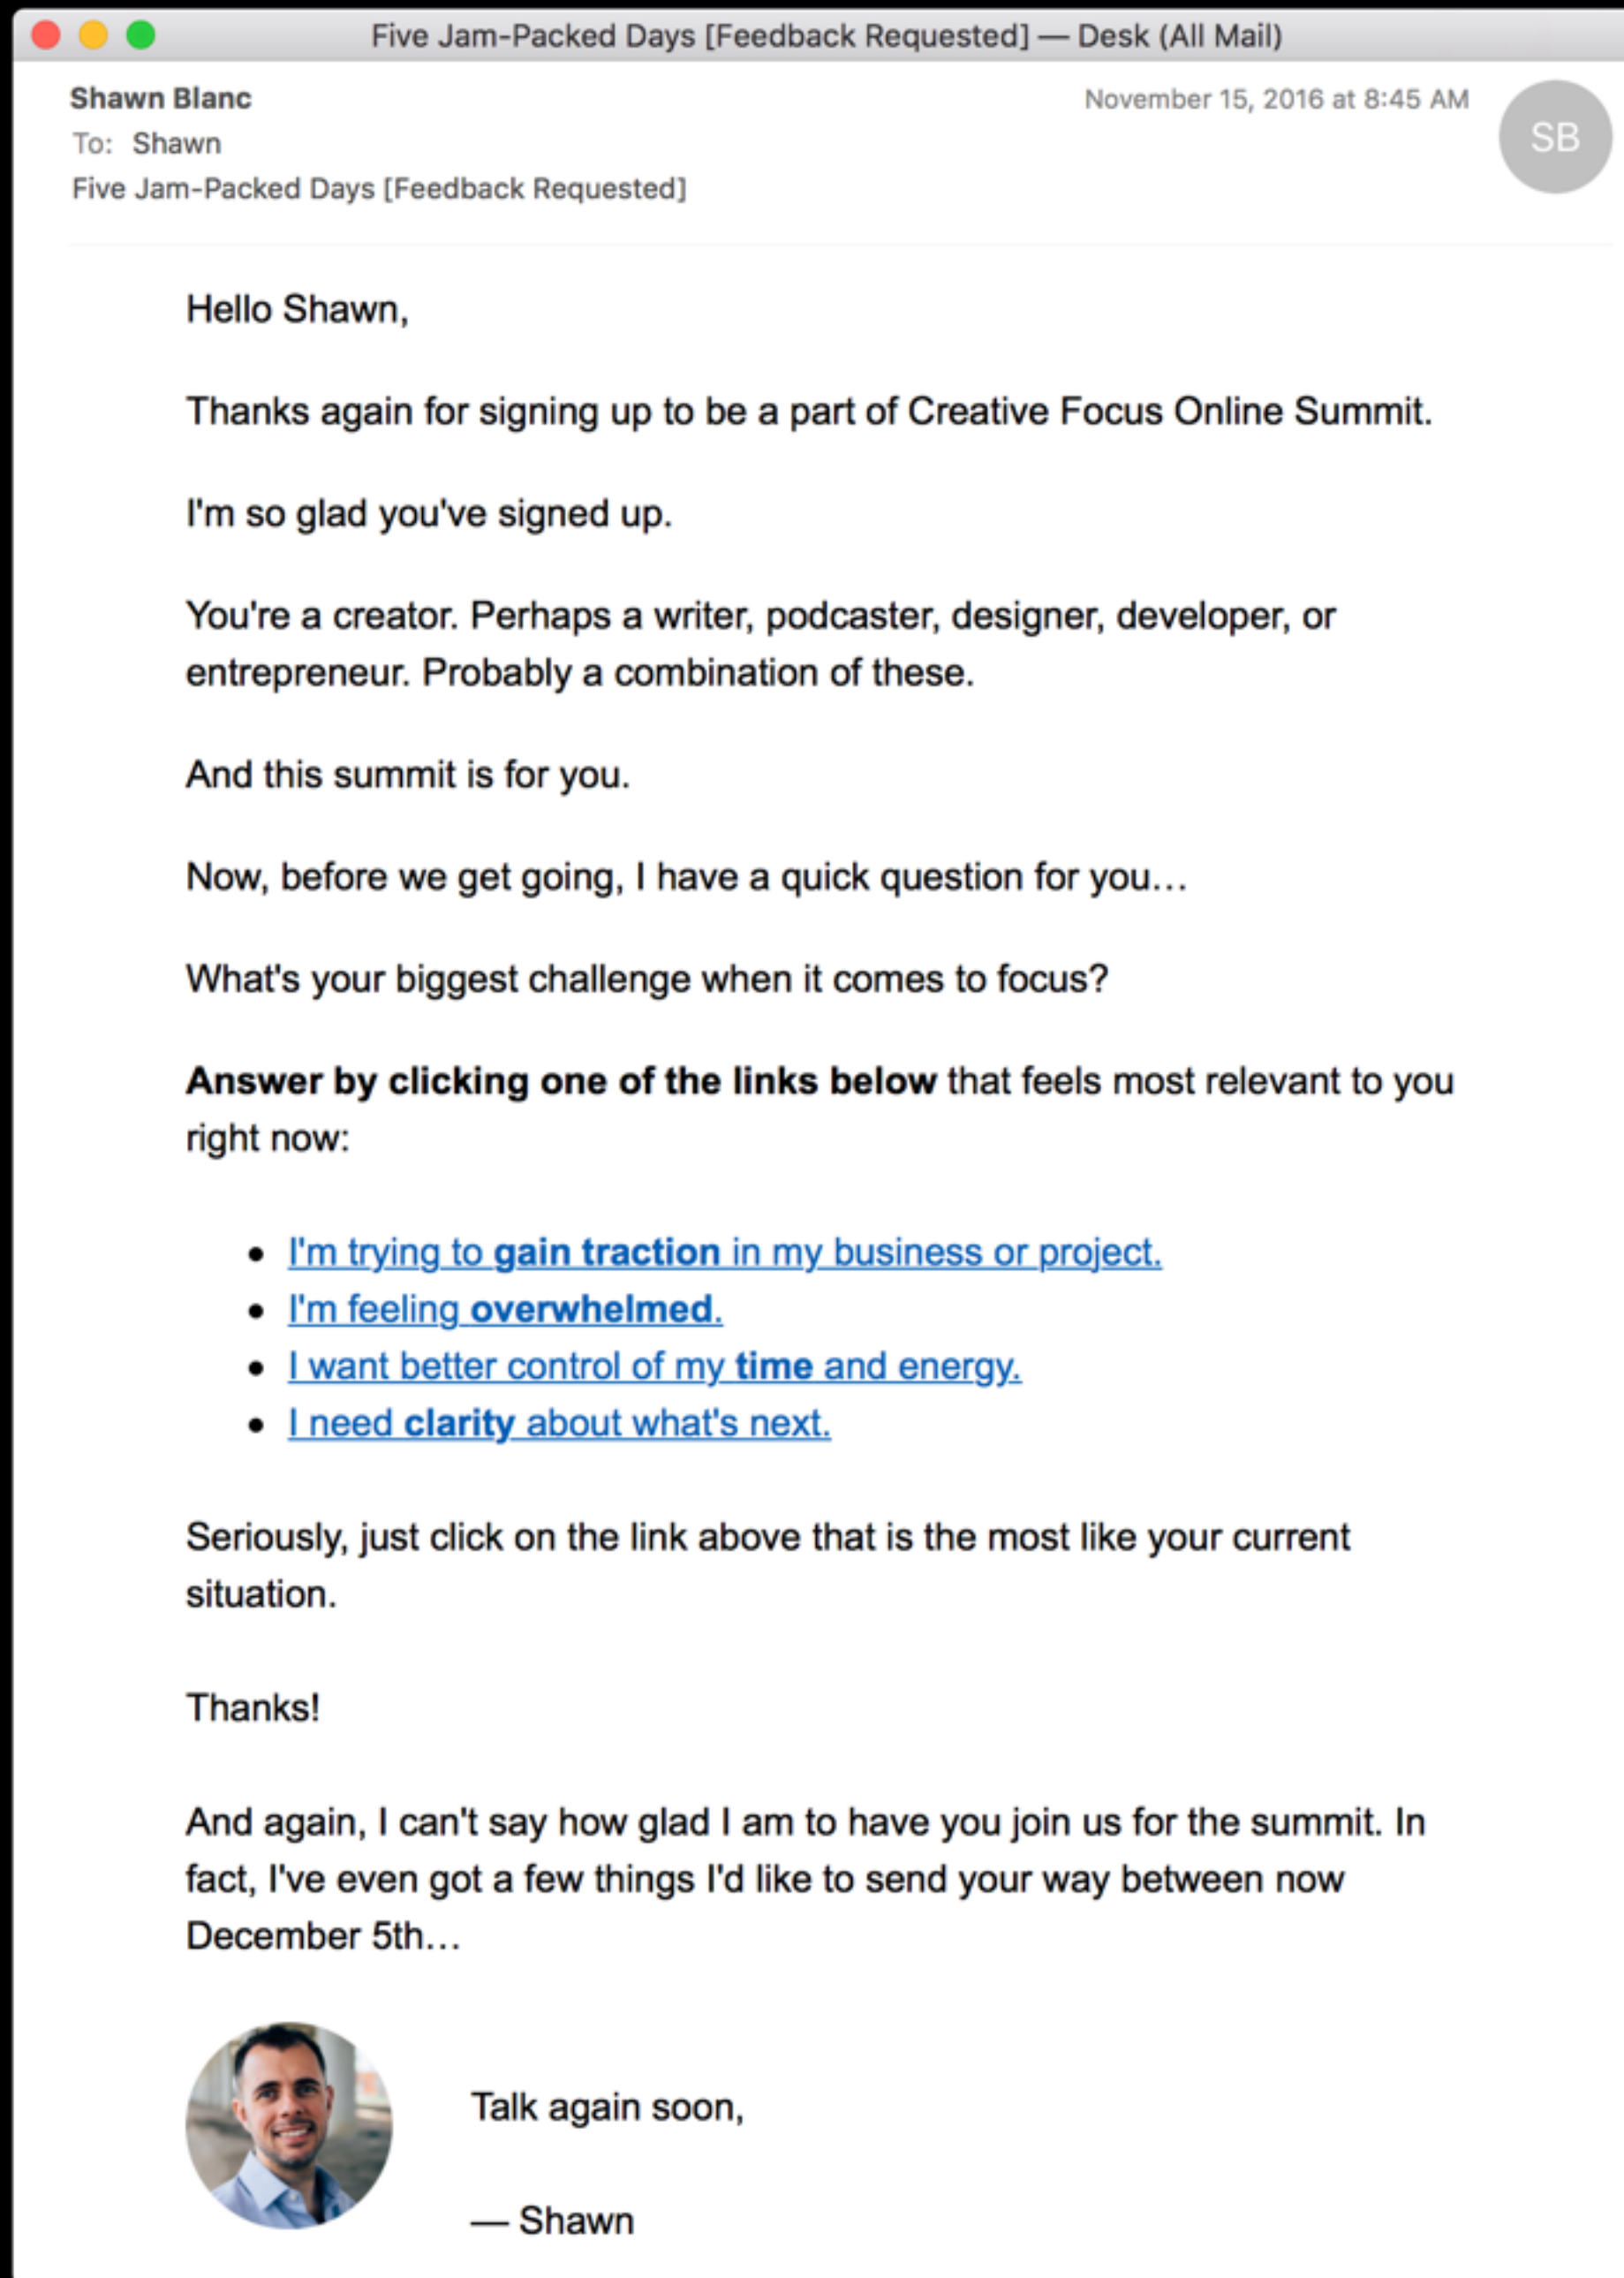 Five Jam-Packed Days [Feedback Requested] — Desk (All Mail)
Shawn Blanc
November 15, 2016 at 8:45 AM
SB
To: Shawn
Five Jam-Packed Days [Feedback Requested]
Hello Shawn,
Thanks again for signing up to be a part of Creative Focus Online Summit.
I'm so glad you've signed up.
You're a creator. Perhaps a writer, podcaster, designer, developer, or
entrepreneur. Probably a combination of these.
And this summit is for you.
Now, before we get going, I have a quick question for you…
What's your biggest challenge when it comes to focus?
Answer by clicking one of the links below that feels most relevant to you
right now:
• I'm trying to gain traction in my business or project.
• I'm feeling overwhelmed.
• I want better control of my time and energy.
• I need clarity about what's next.
Seriously, just click on the link above that is the most like your current
situation.
Thanks!
And again, I can't say how glad I am to have you join us for the summit. In
fact, I've even got a few things I'd like to send your way between now
December 5th…
Talk again soon,
— Shawn